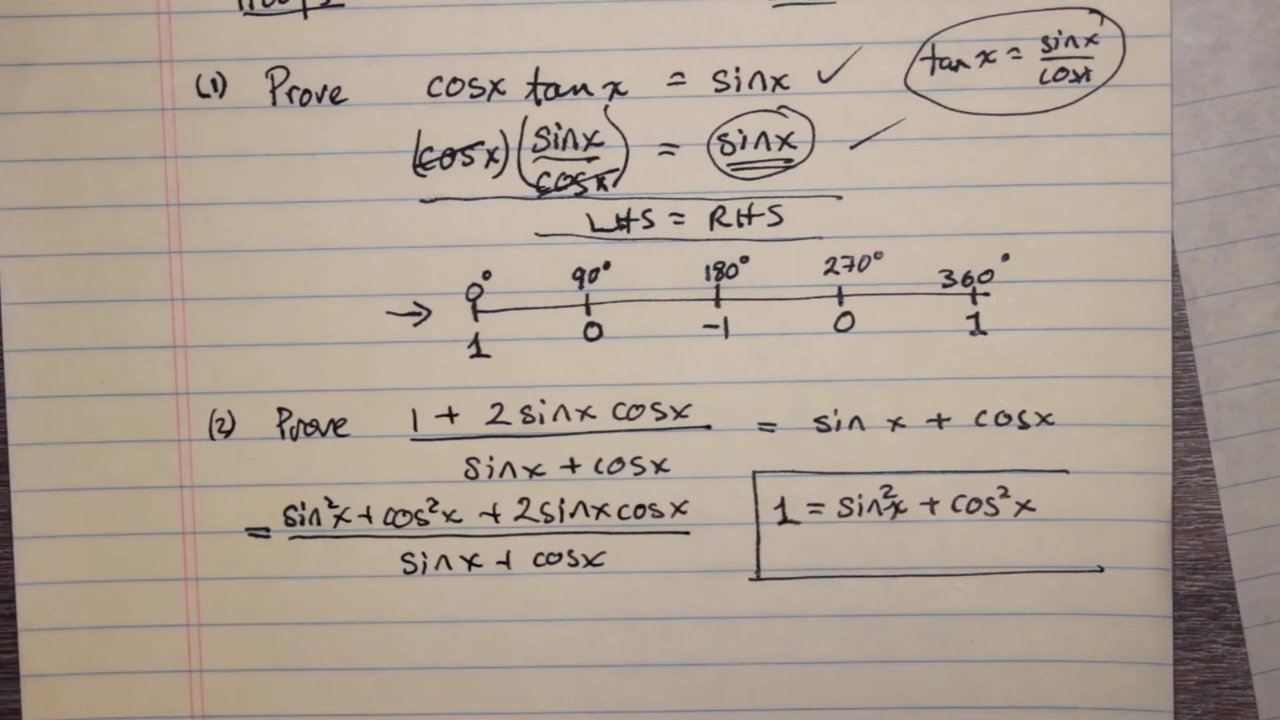 (1) Prove cosx tanx = sinx ✓
tanx = sinx/cosx
(cosx)(sinx/cosx) = sinx
LHS = RHS
→ 0° 90° 180° 270° 360°
1 0 -1 0 1
(2) Prove (1 + 2sinx cosx)/(sinx + cosx) = sin x + cosx
= (sin²x + cos²x + 2sinxcosx)/(sinx + cosx)
1 = sin²x + cos²x